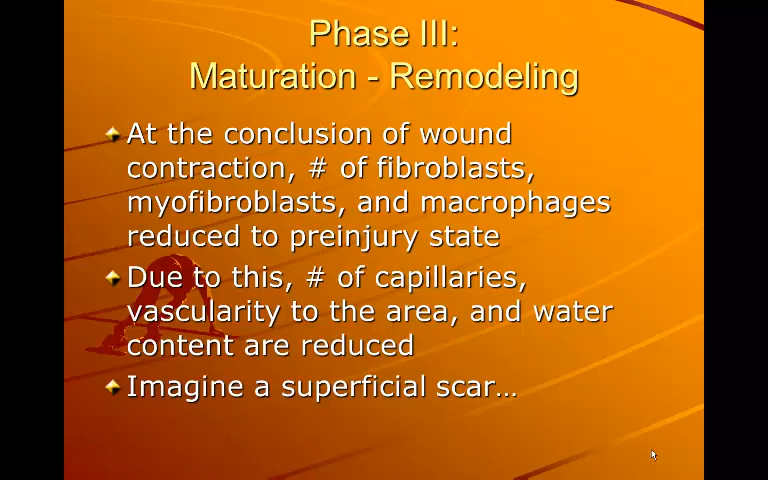 Phase III:
Maturation - Remodeling
At the conclusion of wound
contraction, # of fibroblasts,
myofibroblasts, and macrophages
reduced to preinjury state
Due to this, # of capillaries,
vascularity to the area, and water
content are reduced
Imagine a superficial scar…